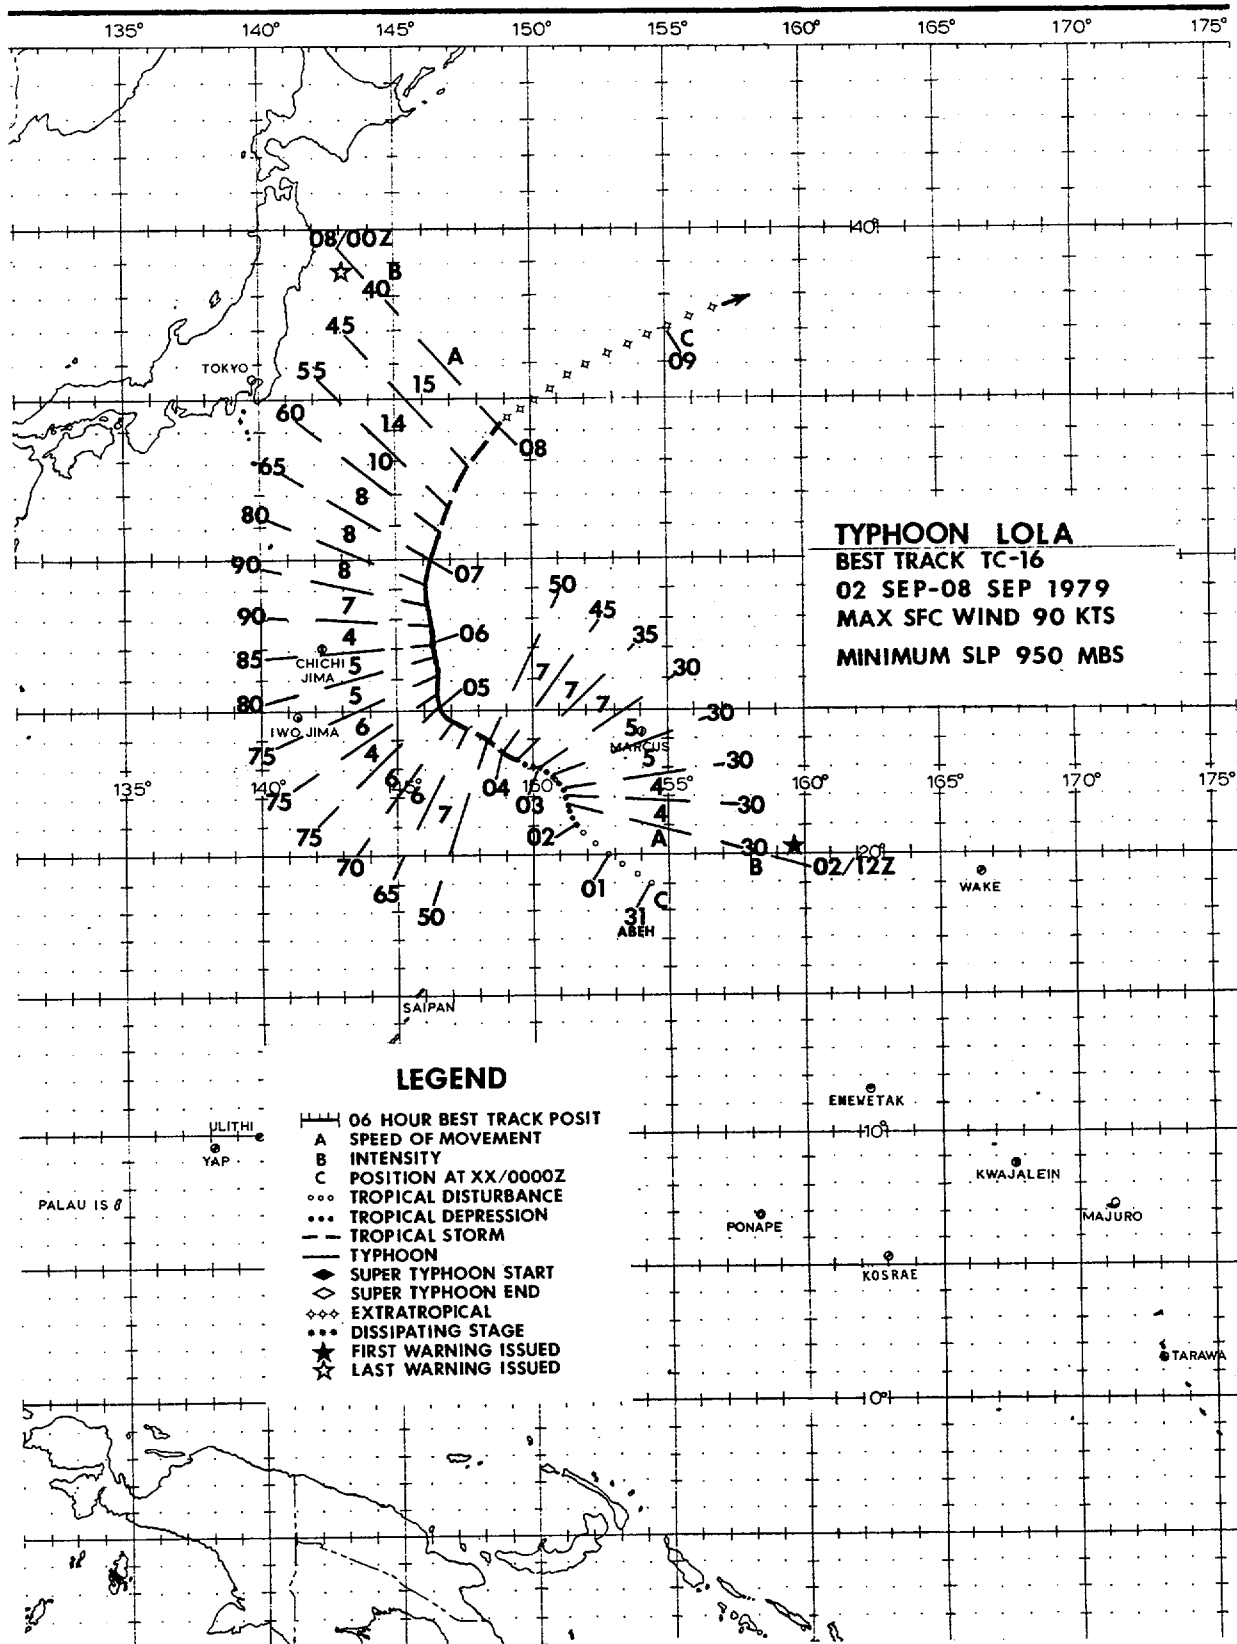 135° 140° 145° 150° 155° 160° 165° 170° 175°
08/00Z
40°
B
40
45
C
09
A
TOKYO
55
15
60
14
08
10
65
8
80
8
TYPHOON LOLA
BEST TRACK TC-16
02 SEP-08 SEP 1979
MAX SFC WIND 90 KTS
MINIMUM SLP 950 MBS
90
8
07
50
7
45
90
4
06
35
85
CHICHI JIMA
5
30
7
7
7
80
5
05
30
IWO JIMA
6
5
MARCUS
75
4
5
30
135° 140° 145° 150° 160° 165° 170° 175°
6
04
4
75
6
03
30
7
4
75
02
A
30
20°
70
B
02/12Z
65
01
WAKE
50
C
31
ABEH
SAIPAN
LEGEND
06 HOUR BEST TRACK POSIT
A SPEED OF MOVEMENT
B INTENSITY
C POSITION AT XX/0000Z
TROPICAL DISTURBANCE
TROPICAL DEPRESSION
TROPICAL STORM
TYPHOON
SUPER TYPHOON START
SUPER TYPHOON END
EXTRATROPICAL
DISSIPATING STAGE
FIRST WARNING ISSUED
LAST WARNING ISSUED
ENEWETAK
ULITHI
10°
YAP
KWAJALEIN
PALAU IS
PONAPE
MAJURO
KOSRAE
TARAWA
0°